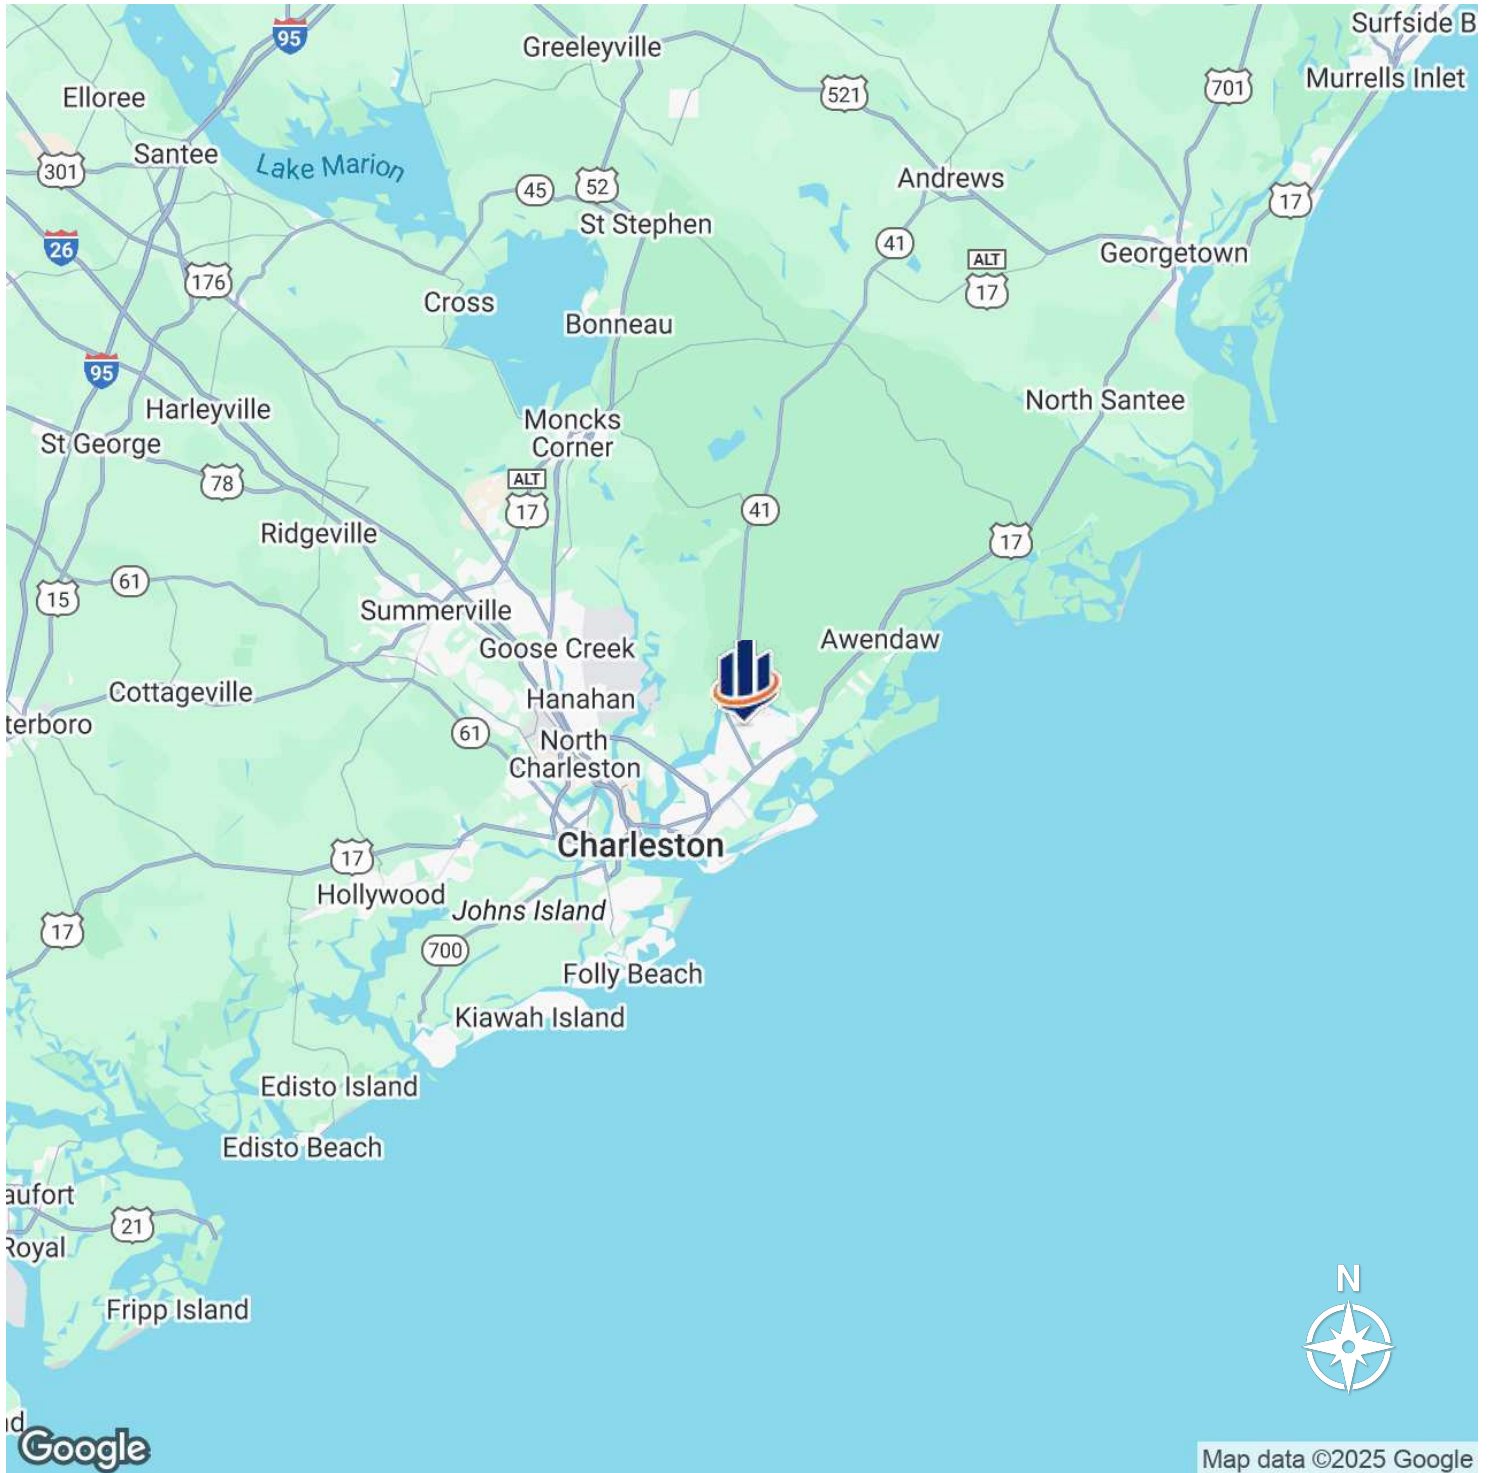 95
Greeleyville
Surfside B
Murrells Inlet
Elloree
521
701
Santee
Lake Marion
301
45
52
Andrews
17
St Stephen
26
41
Georgetown
ALT
17
176
Cross
Bonneau
95
Harleyville
North Santee
Moncks
Corner
St George
78
ALT
17
41
Ridgeville
17
61
15
Summerville
Goose Creek
Awendaw
Cottageville
Hanahan
terboro
61
North
Charleston
Charleston
17
Hollywood
Johns Island
17
700
Folly Beach
Kiawah Island
Edisto Island
Edisto Beach
aufort
21
Royal
N
Fripp Island
Google
Map data ©2025 Google